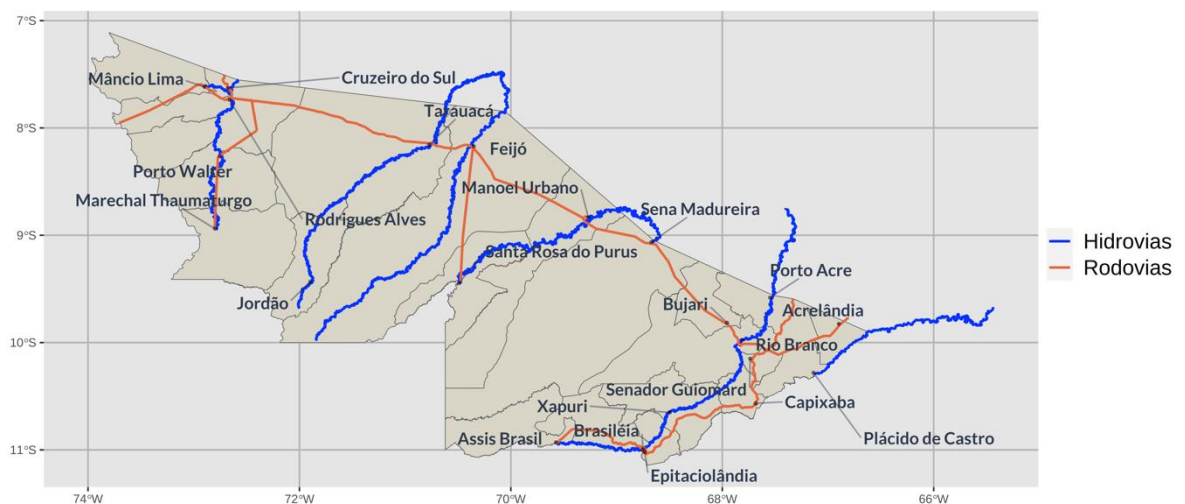 7°S
8°S
9°S
10°S
11°S
Mâncio Lima
Cruzeiro do Sul
Tarauacá
Feijó
Porto Walter
Manoel Urbano
Marechal Thaumaturgo
Rodrigues Alves
Sena Madureira
Santa Rosa do Purus
Jordão
Porto Acre
Bujari
Acrelândia
Rio Branco
Senador Guiomard
Xapuri
Capixaba
Brasiléia
Assis Brasil
Plácido de Castro
Epitaciolândia
74°W
72°W
70°W
68°W
66°W
Hidrovias
Rodovias